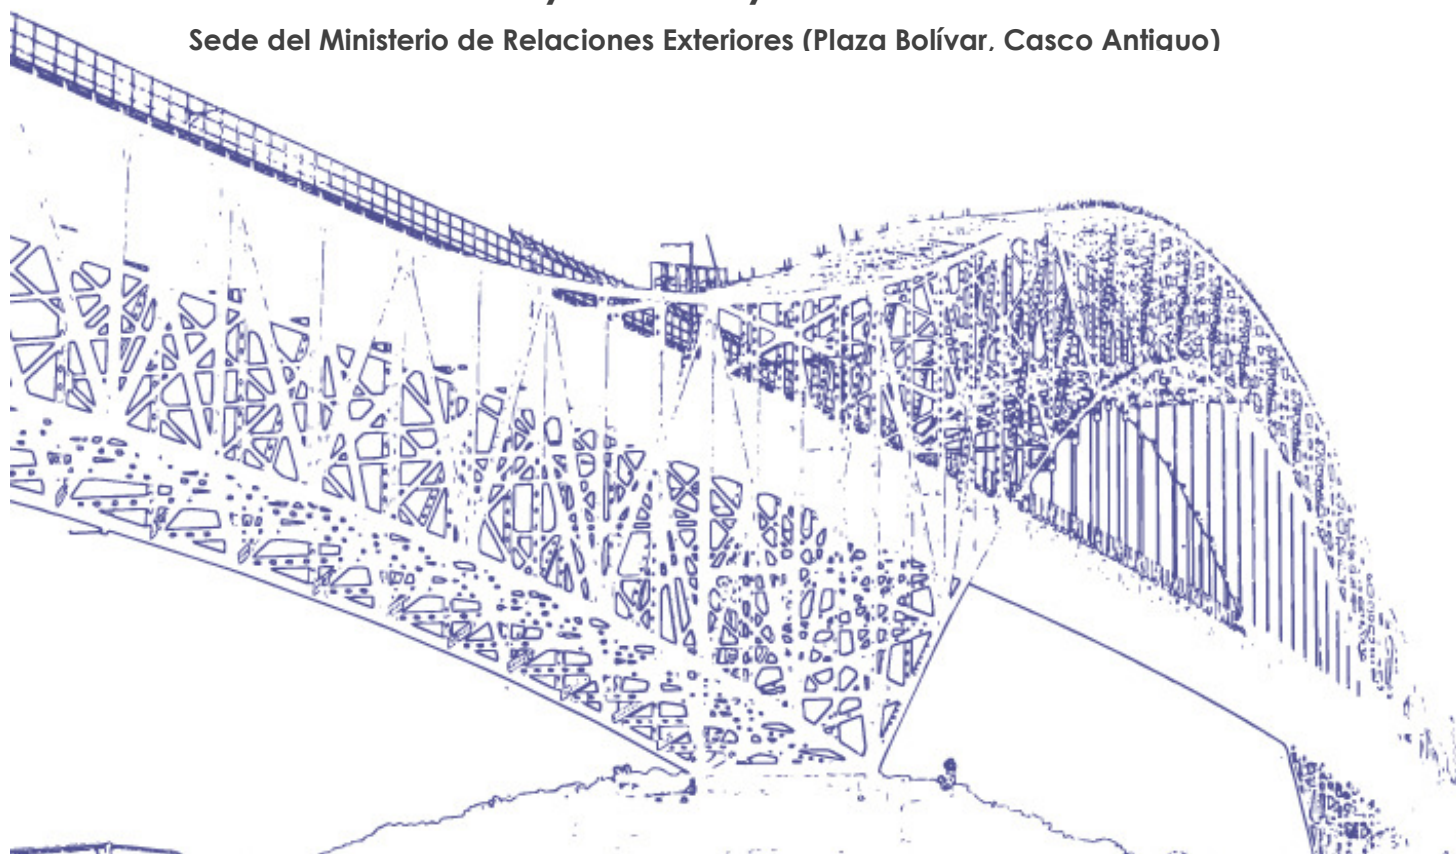 Sede del Ministerio de Relaciones Exteriores (Plaza Bolívar, Casco Antiguo)